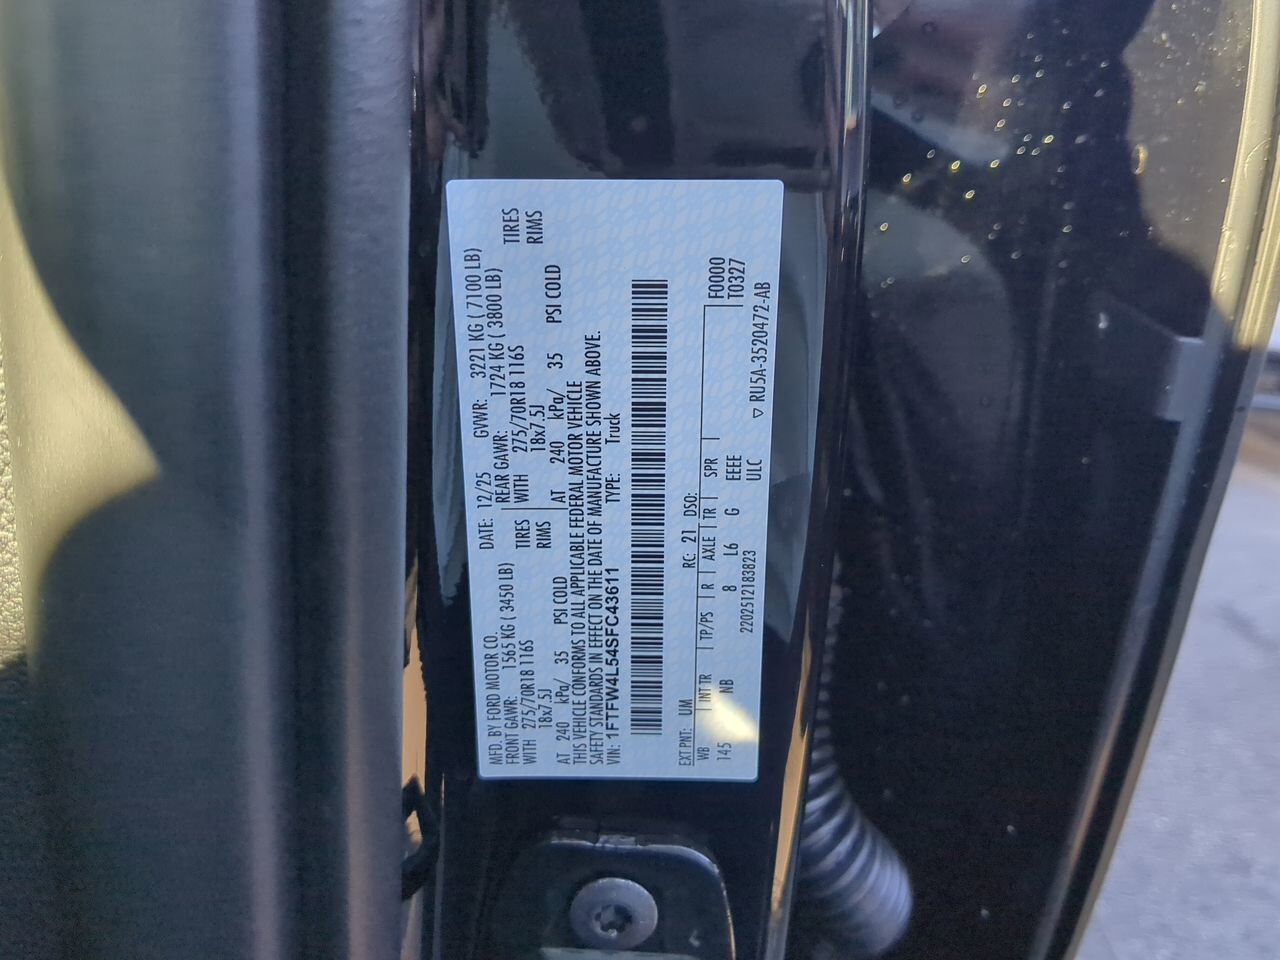 MFD. BY FORD MOTOR CO. DATE: 12/25 GVWR: 3221 KG ( 7100 LB)
FRONT GAWR: 1565 KG ( 3450 LB) REAR GAWR: 1724 KG ( 3800 LB)
WITH 275/70R18 116S TIRES WITH 275/70R18 116S TIRES
18x7.5J RIMS 18x7.5J RIMS
AT 240 kPa/ 35 PSI COLD AT 240 kPa/ 35 PSI COLD
THIS VEHICLE CONFORMS TO ALL APPLICABLE FEDERAL MOTOR VEHICLE
SAFETY STANDARDS IN EFFECT ON THE DATE OF MANUFACTURE SHOWN ABOVE.
VIN: 1FTFW4L54SFC43611 TYPE: Truck
EXT PNT: UM RC: 21 DSO:
WB INT TR TP/PS R AXLE TR SPR F0000
145 NB 8 L6 G EEEE T0327
ULC
2202512183823 ▽ RU5A-3520472-AB